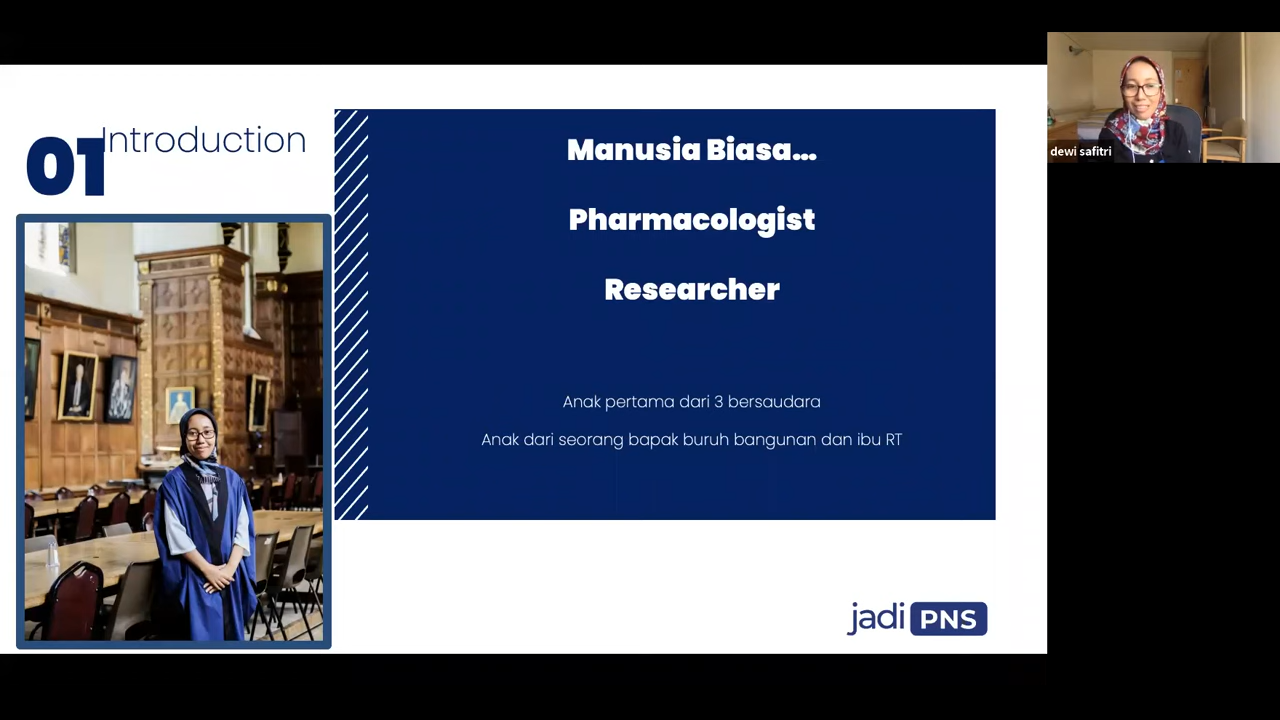 01
Introduction
Manusia Biasa...
Pharmacologist
Researcher
Anak pertama dari 3 bersaudara
Anak dari seorang bapak buruh bangunan dan ibu RT
jadi PNS
dewi safitri